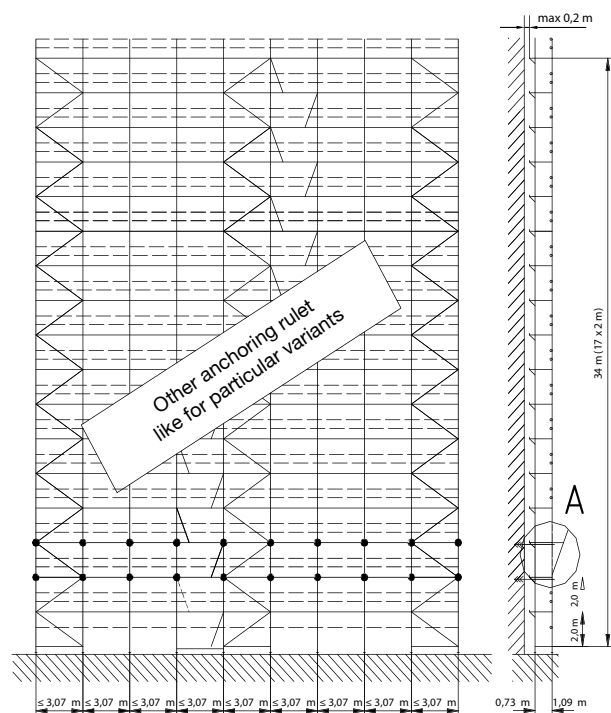 max 0,2 m
Other anchoring rulet
like for particular variants
34 m (17 x 2 m)
A
2,0 m
2,0 m
≤ 3,07 m ≤ 3,07 m ≤ 3,07 m ≤ 3,07 m ≤ 3,07 m ≤ 3,07 m ≤ 3,07 m ≤ 3,07 m ≤ 3,07 m 0,73 m 1,09 m